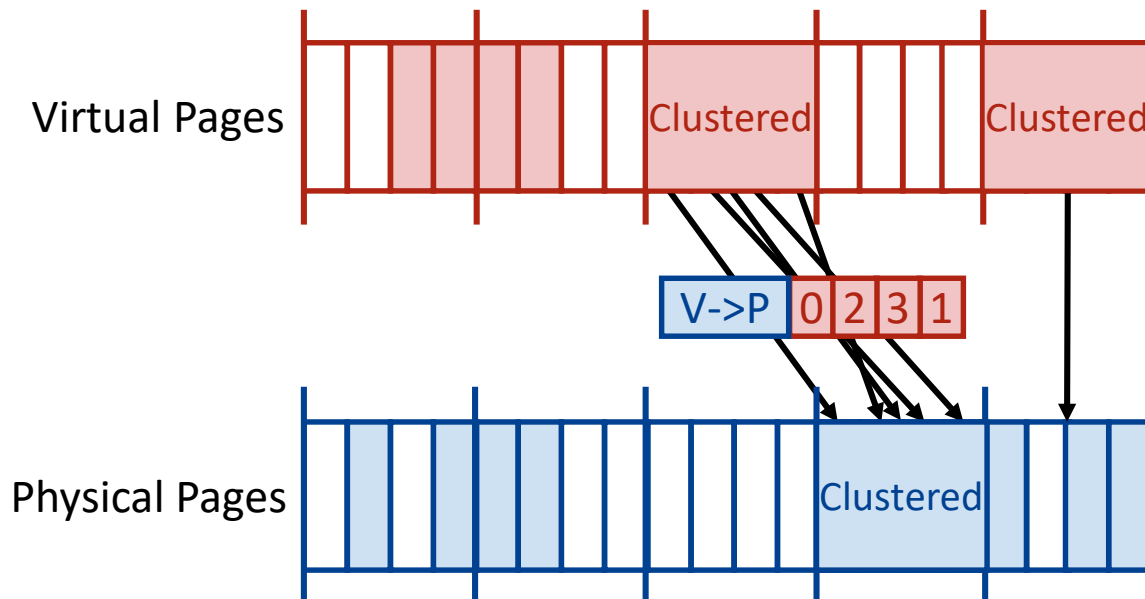 Virtual Pages
Clustered
Clustered
V->P 0 2 3 1
Physical Pages
Clustered